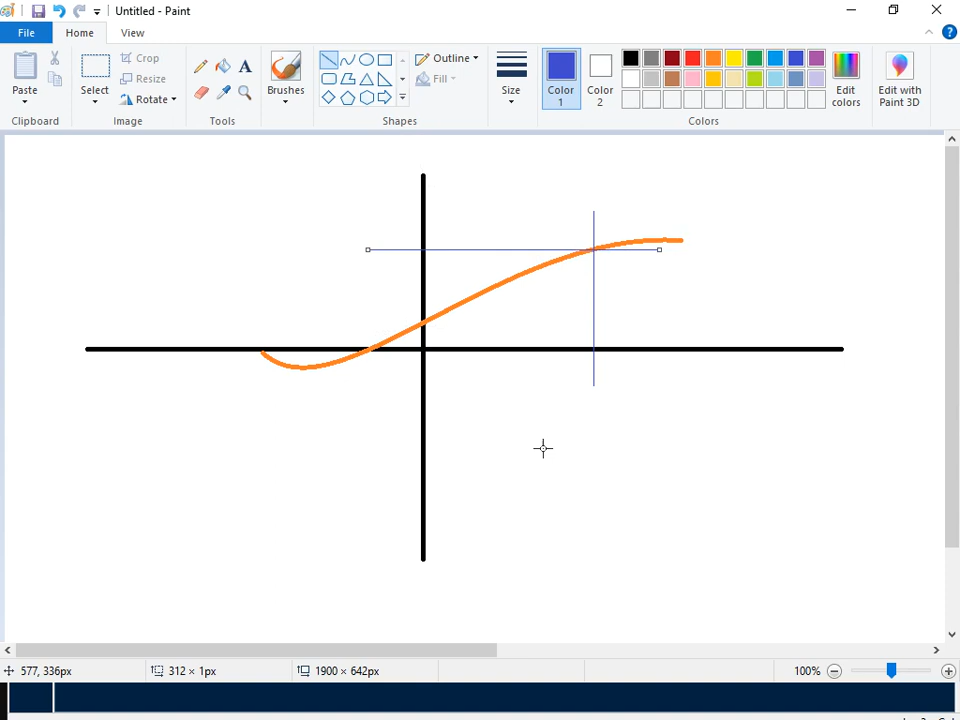 Untitled - Paint
File Home View
Paste
Clipboard
Select
Crop
Resize
Rotate
Image
A
Tools
Brushes
Shapes
Outline
Fill
Size
Color 1
Color 2
Colors
Edit colors
Edit with Paint 3D
577, 336px 312 × 1px 1900 × 642px 100%